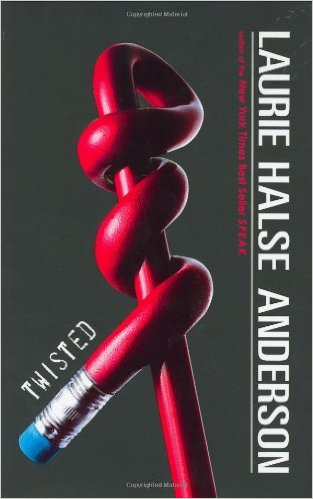 LAURIE HALSE ANDERSON
author of the New York Times Best Seller SPEAK
TWISTED